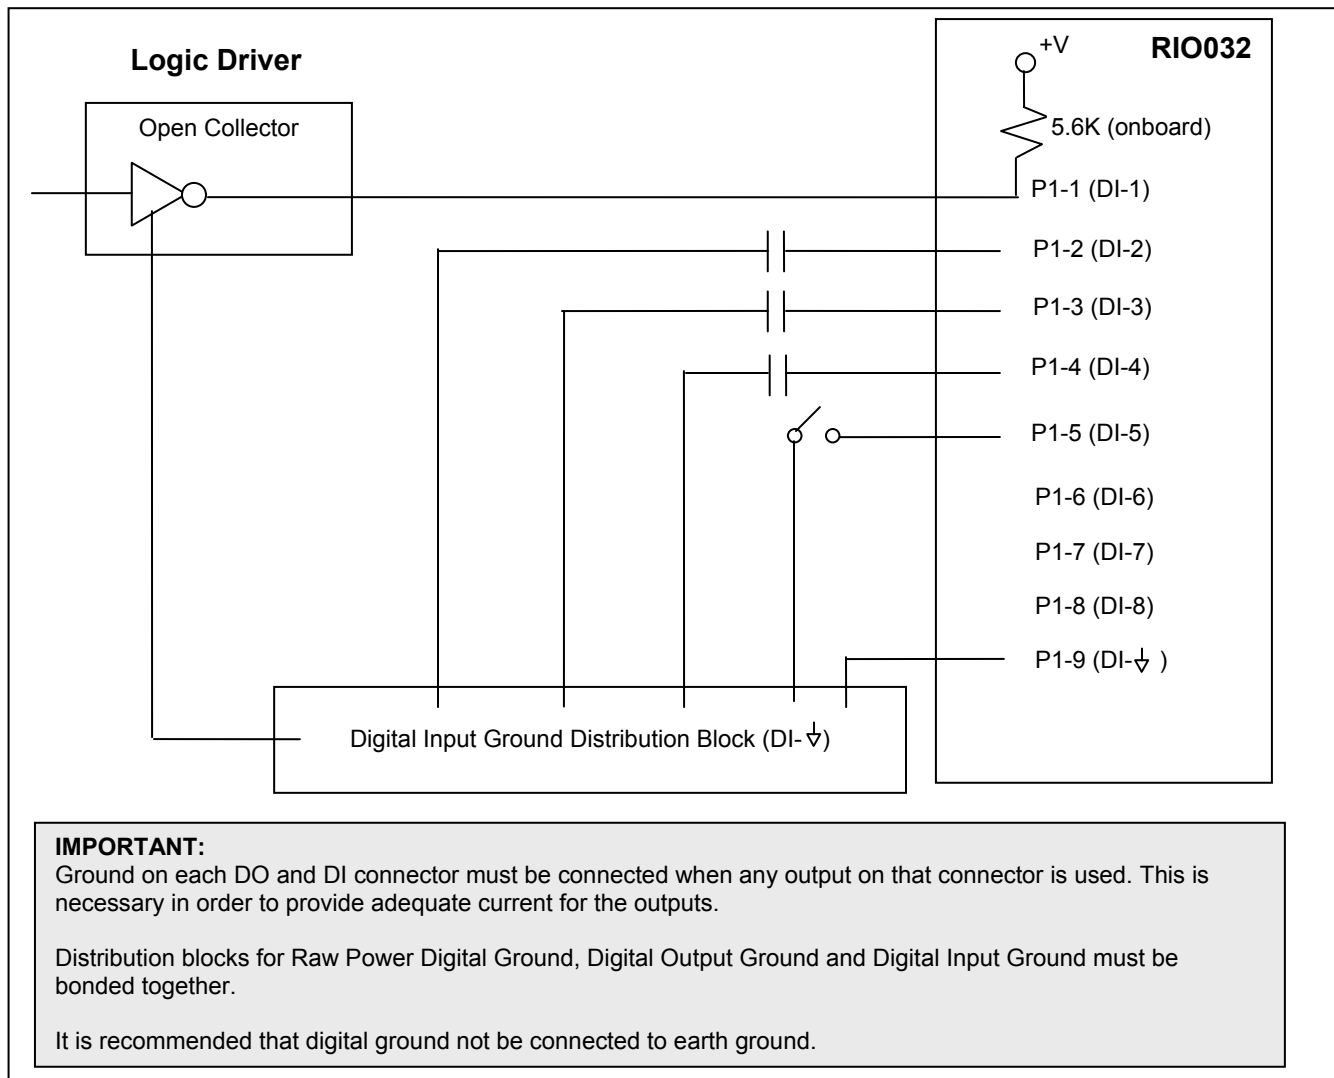 Logic Driver
Open Collector
+V
RIO032
5.6K (onboard)
P1-1 (DI-1)
P1-2 (DI-2)
P1-3 (DI-3)
P1-4 (DI-4)
P1-5 (DI-5)
P1-6 (DI-6)
P1-7 (DI-7)
P1-8 (DI-8)
P1-9 (DI-⏚ )
Digital Input Ground Distribution Block (DI-⏚)
IMPORTANT:
Ground on each DO and DI connector must be connected when any output on that connector is used. This is
necessary in order to provide adequate current for the outputs.
Distribution blocks for Raw Power Digital Ground, Digital Output Ground and Digital Input Ground must be
bonded together.
It is recommended that digital ground not be connected to earth ground.